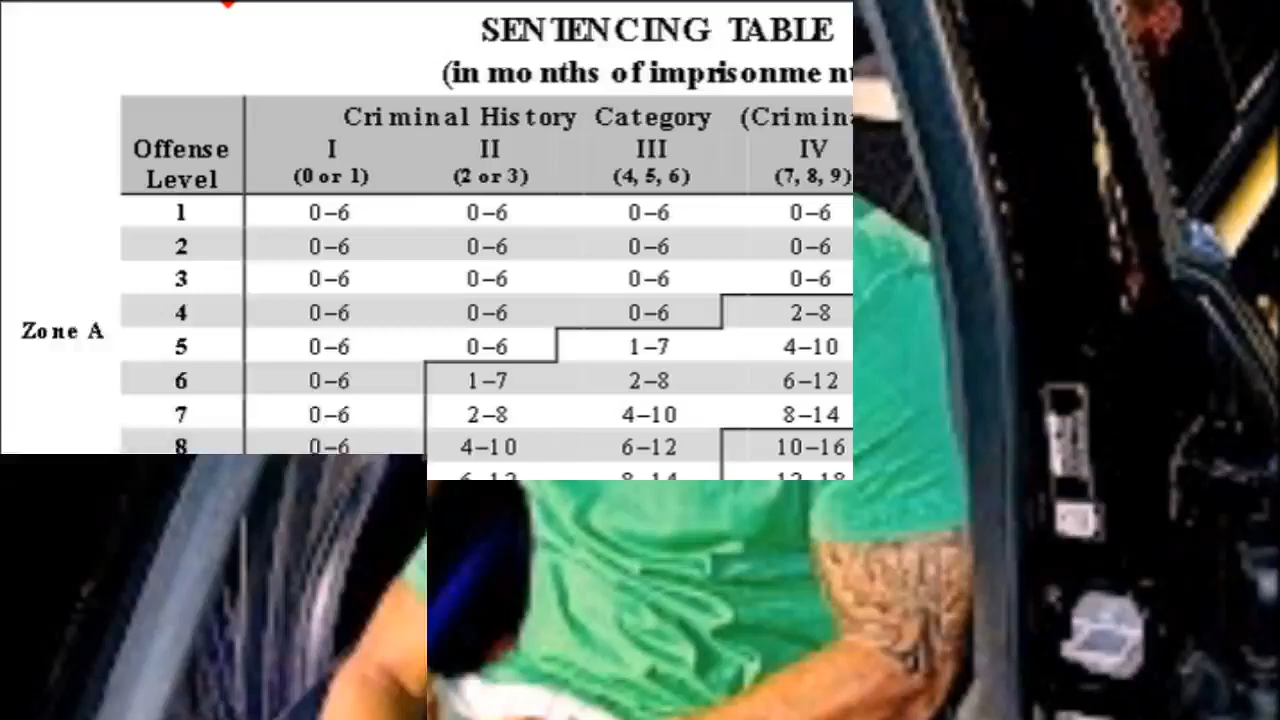 SENTENCING TABLE
(in months of imprisonment
Criminal History Category (Crimina
Offense I II III IV
Level (0 or 1) (2 or 3) (4, 5, 6) (7, 8, 9)
1 0–6 0–6 0–6 0–6
2 0–6 0–6 0–6 0–6
3 0–6 0–6 0–6 0–6
4 0–6 0–6 0–6 2–8
Zone A
5 0–6 0–6 1–7 4–10
6 0–6 1–7 2–8 6–12
7 0–6 2–8 4–10 8–14
8 0–6 4–10 6–12 10–16